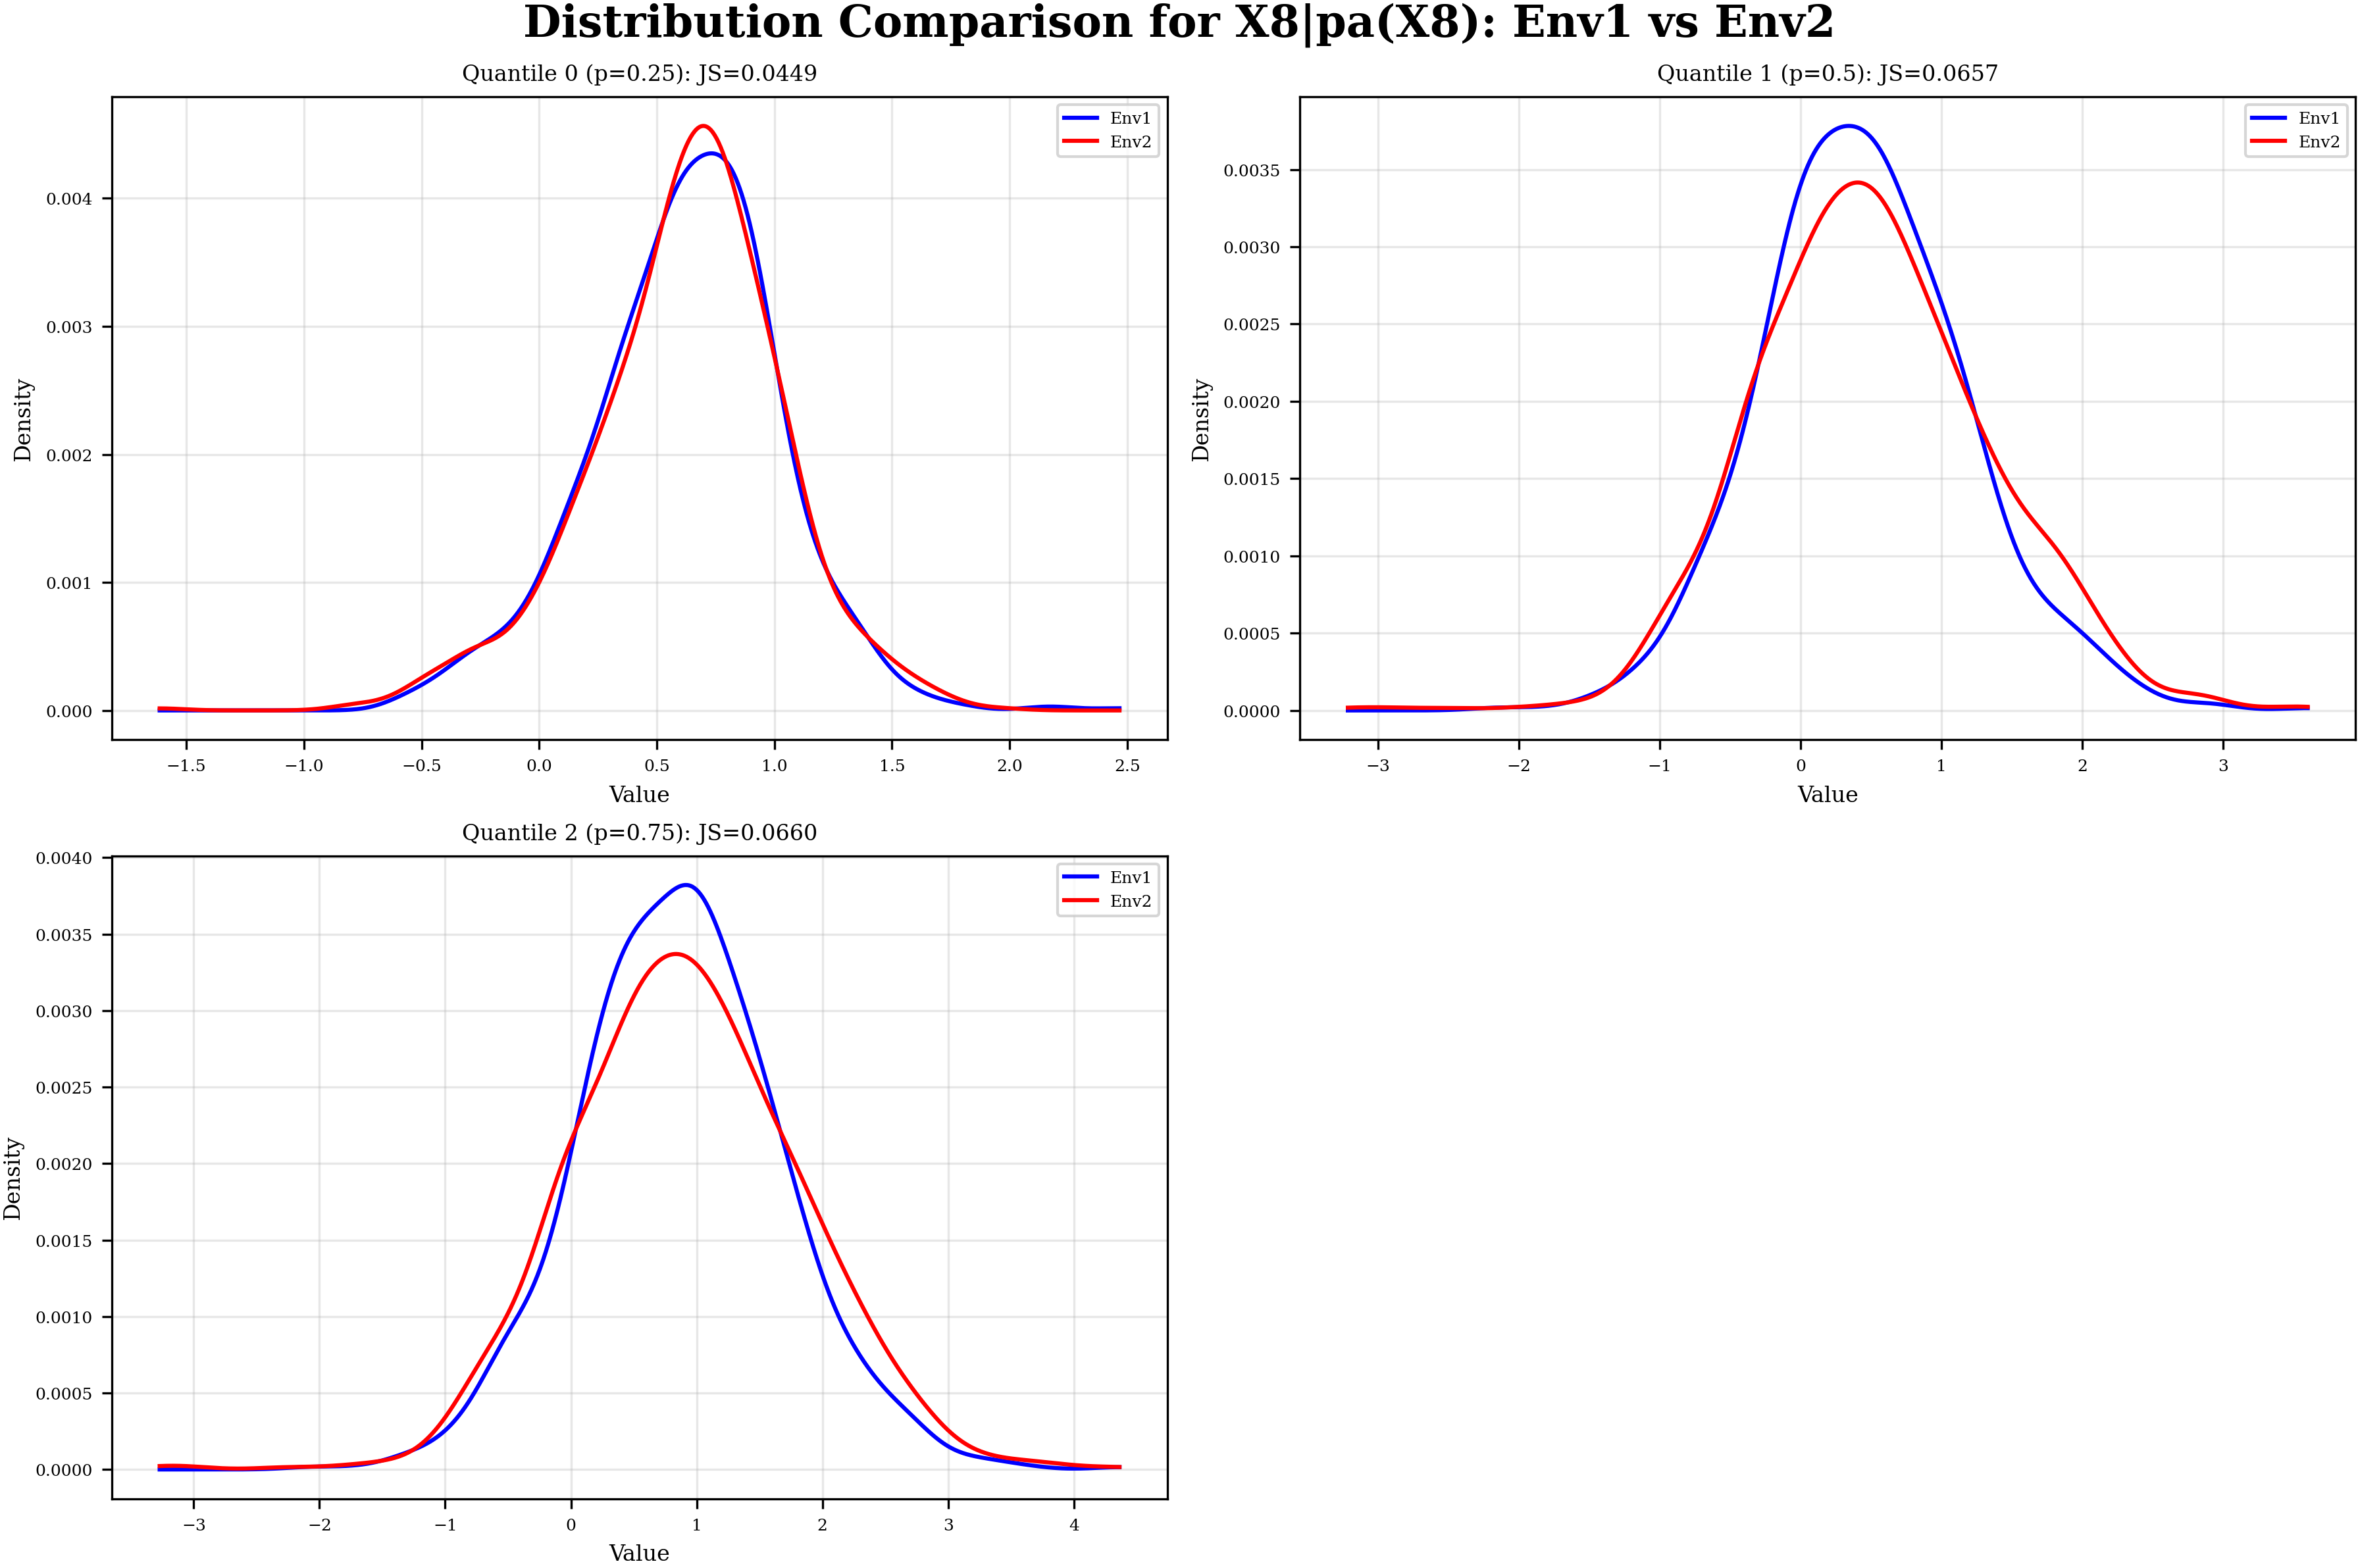 Distribution Comparison for X8|pa(X8): Env1 vs Env2
Quantile 0 (p=0.25): JS=0.0449
Env1
Env2
Density
0.004
0.003
0.002
0.001
0.000
−1.5 −1.0 −0.5 0.0 0.5 1.0 1.5 2.0 2.5
Value
Quantile 1 (p=0.5): JS=0.0657
Env1
Env2
Density
0.0035
0.0030
0.0025
0.0020
0.0015
0.0010
0.0005
0.0000
−3 −2 −1 0 1 2 3
Value
Quantile 2 (p=0.75): JS=0.0660
Env1
Env2
Density
0.0040
0.0035
0.0030
0.0025
0.0020
0.0015
0.0010
0.0005
0.0000
−3 −2 −1 0 1 2 3 4
Value